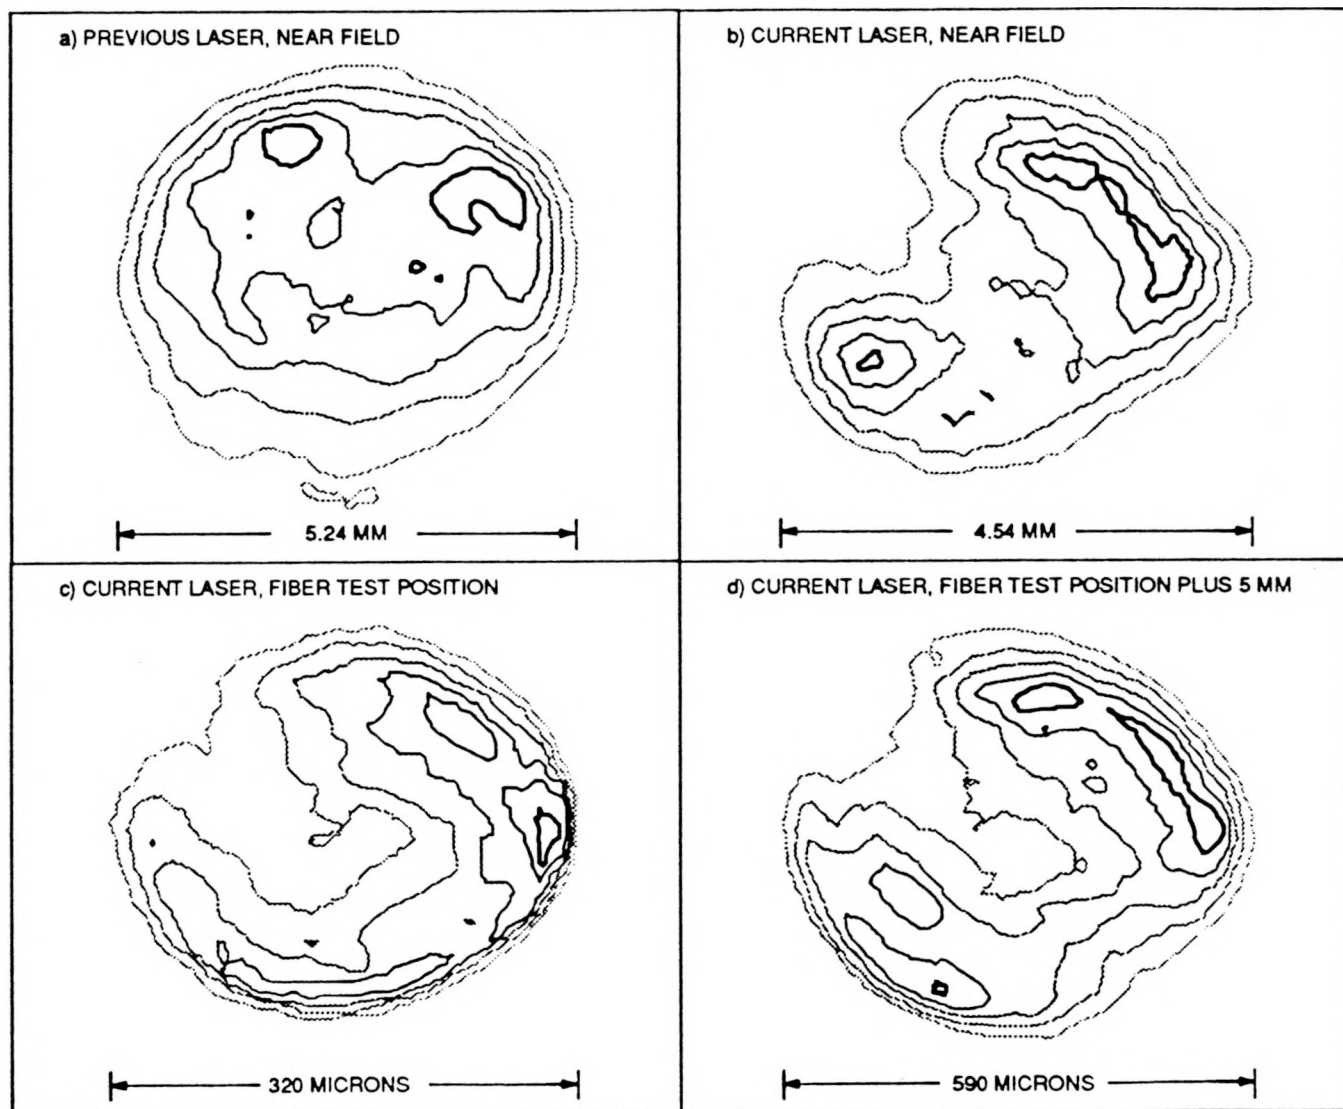 a) PREVIOUS LASER, NEAR FIELD
b) CURRENT LASER, NEAR FIELD
5.24 MM
4.54 MM
c) CURRENT LASER, FIBER TEST POSITION
d) CURRENT LASER, FIBER TEST POSITION PLUS 5 MM
320 MICRONS
590 MICRONS